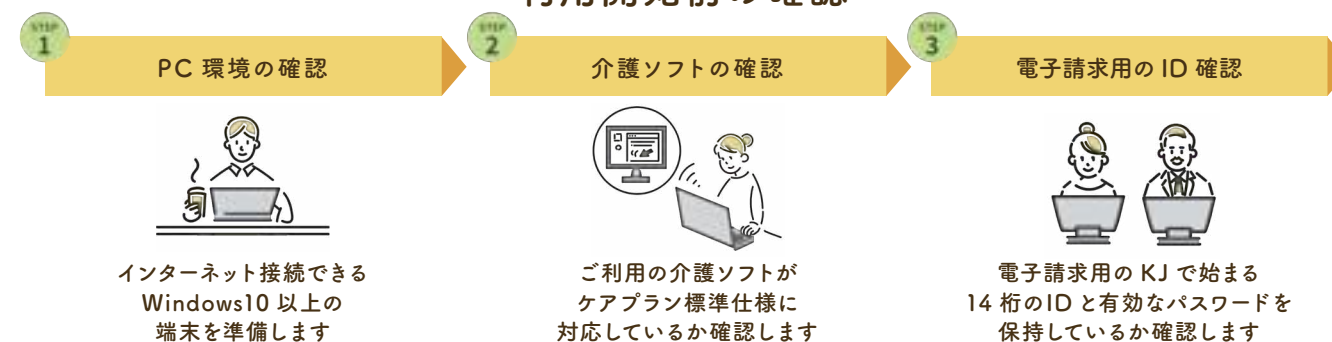 STEP
1
PC 環境の確認
インターネット接続できる
Windows10 以上の
端末を準備します
STEP
2
介護ソフトの確認
ご利用の介護ソフトが
ケアプラン標準仕様に
対応しているか確認します
STEP
3
電子請求用の ID 確認
電子請求用の KJ で始まる
14 桁のID と有効なパスワードを
保持しているか確認します